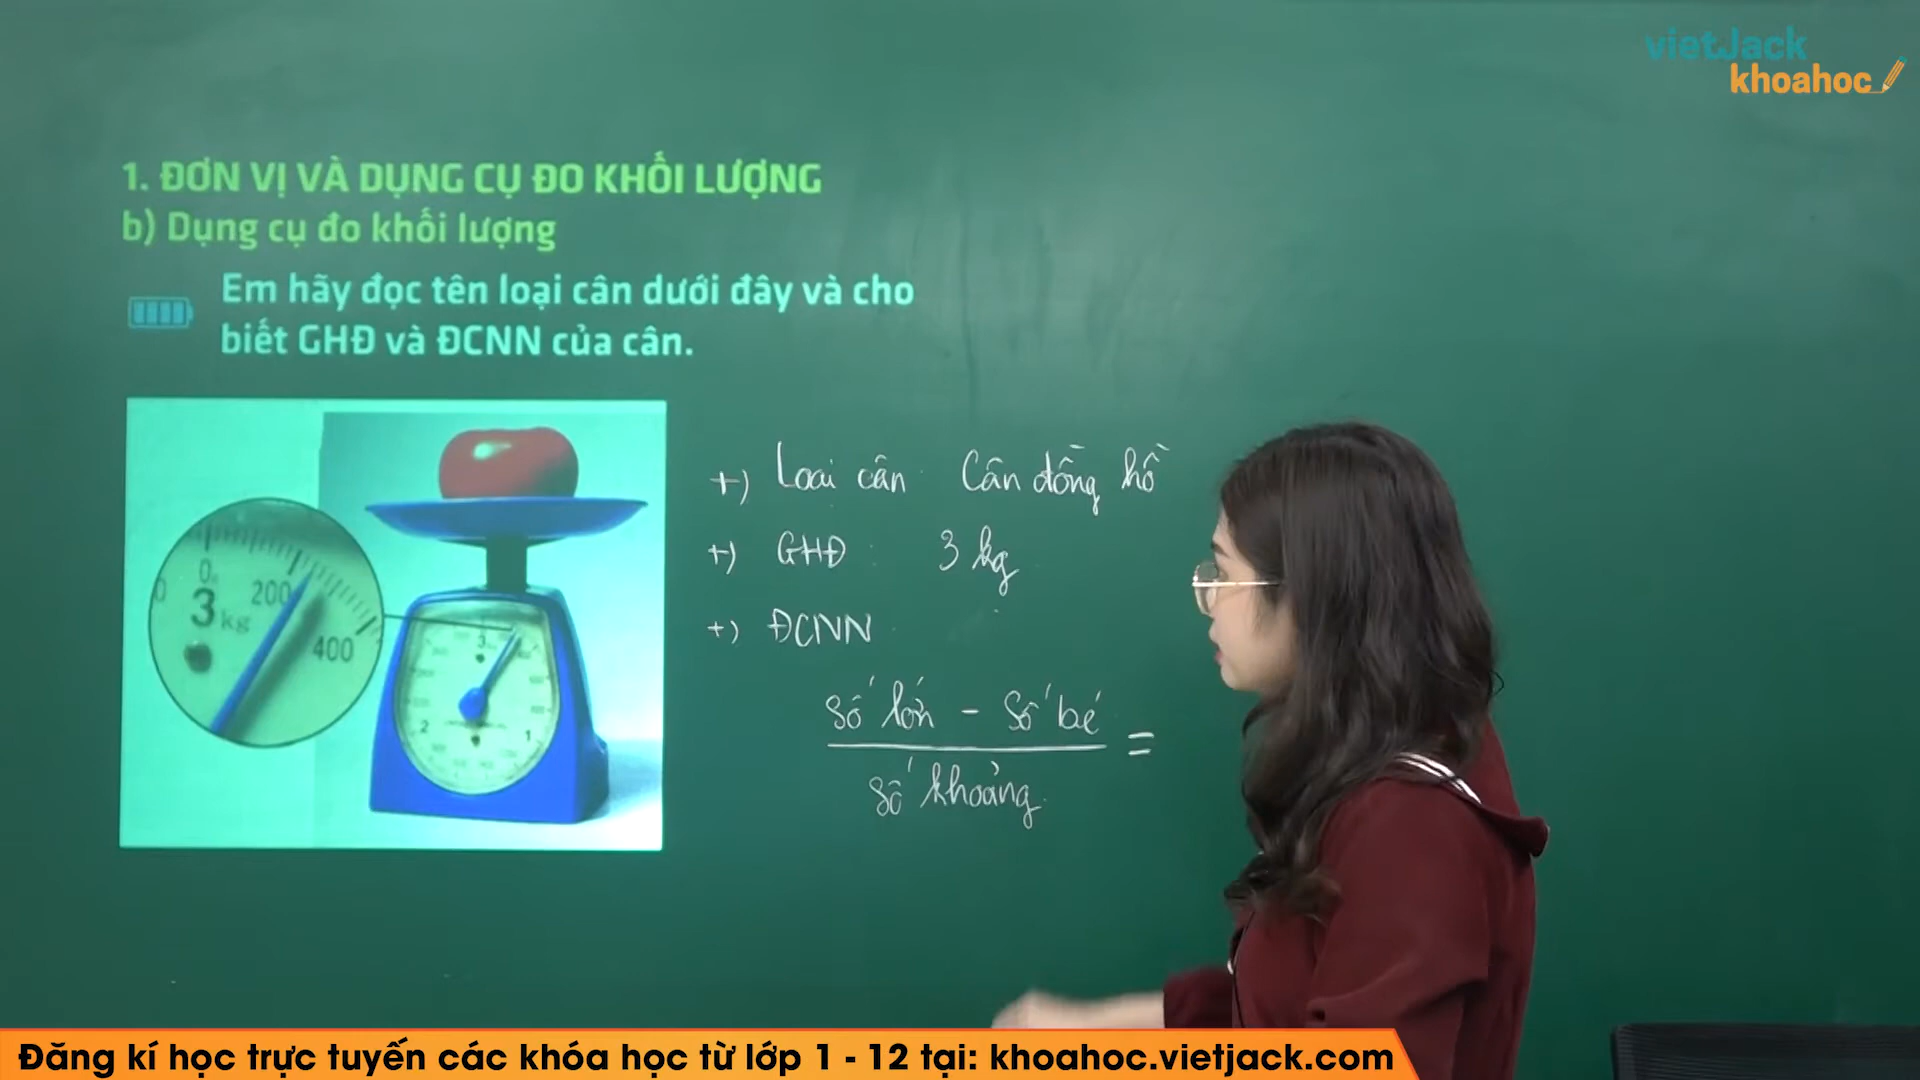 vietJack
khoahoc
1. ĐƠN VỊ VÀ DỤNG CỤ ĐO KHỐI LƯỢNG
b) Dụng cụ đo khối lượng
Em hãy đọc tên loại cân dưới đây và cho
biết GHĐ và ĐCNN của cân.
+) Loại cân: Cân đồng hồ
+) GHĐ: 3 kg
+) ĐCNN
số lớn - số bé =
số khoảng
0
200
3 kg
400
3
2
1
Đăng kí học trực tuyến các khóa học từ lớp 1 - 12 tại: khoahoc.vietjack.com